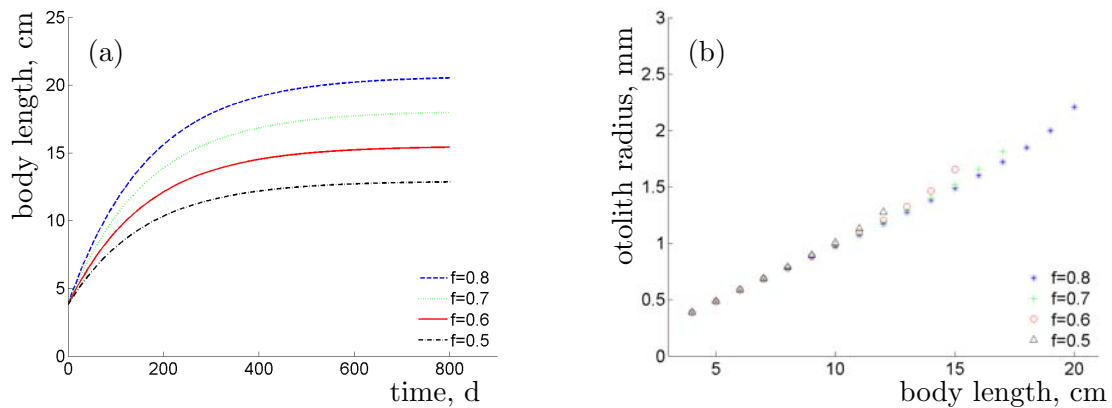 (a)
body length, cm
25
20
15
10
5
0
0 200 400 600 800
time, d
f=0.8
f=0.7
f=0.6
f=0.5
(b)
otolith radius, mm
3
2.5
2
1.5
1
0.5
0
5 10 15 20
body length, cm
f=0.8
f=0.7
f=0.6
f=0.5